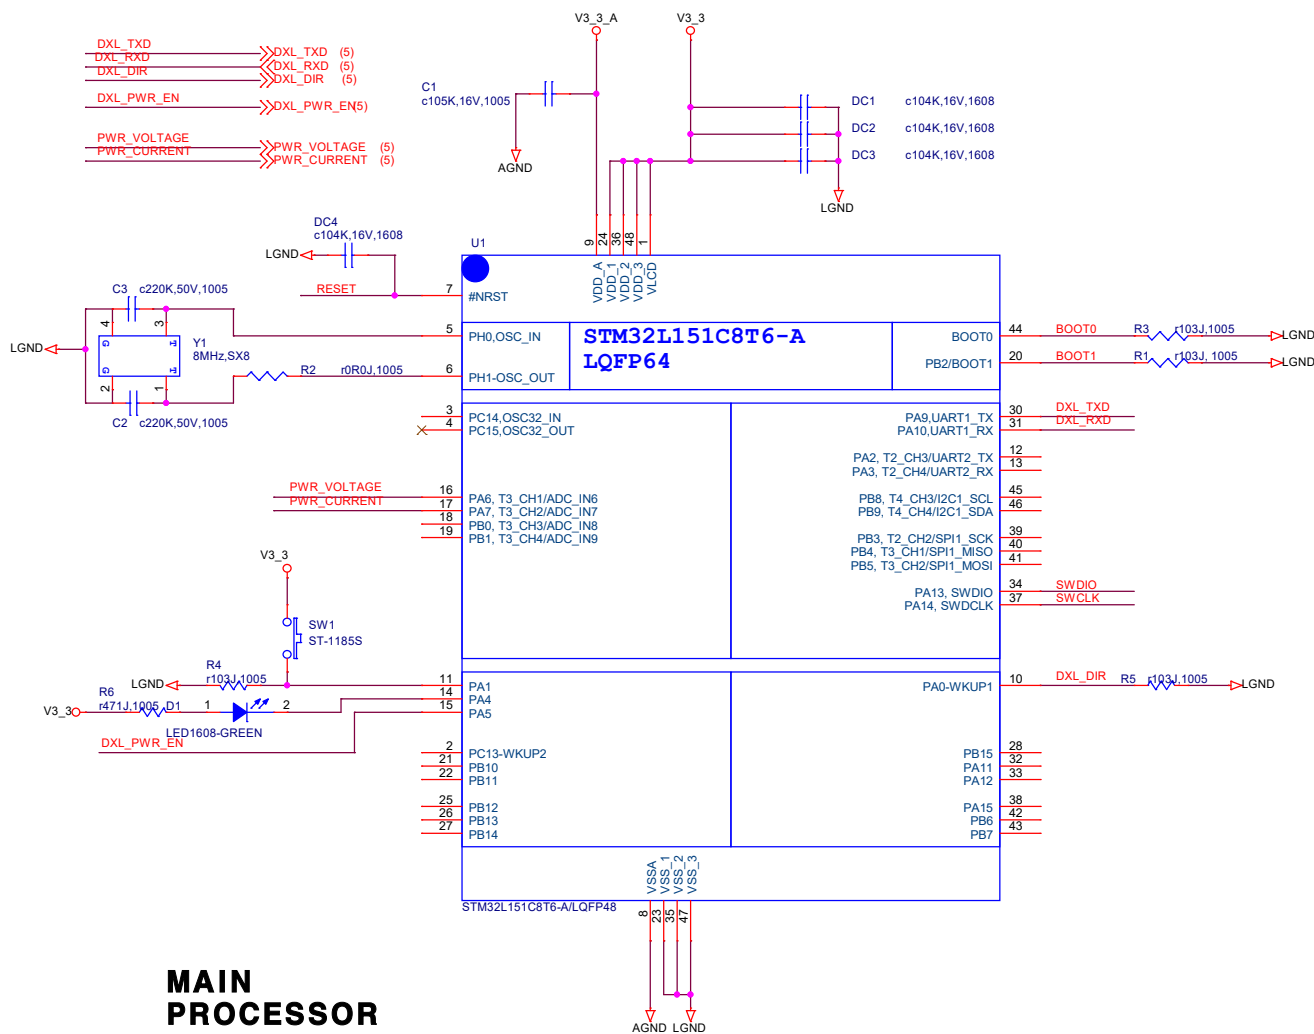 V3_3_A
V3_3
DXL_TXD
DXL_TXD (5)
DXL_RXD
DXL_RXD (5)
DXL_DIR
DXL_DIR (5)
DXL_PWR_EN
DXL_PWR_EN(5)
PWR_VOLTAGE
PWR_VOLTAGE (5)
PWR_CURRENT
PWR_CURRENT (5)
C1
c105K,16V,1005
AGND
DC1 c104K,16V,1608
DC2 c104K,16V,1608
DC3 c104K,16V,1608
LGND
DC4
c104K,16V,1608
LGND
RESET
U1
9
24
36
48
1
VDD_A
VDD_1
VDD_2
VDD_3
VLCD
7
#NRST
C3 c220K,50V,1005
4
3
G
T
G
T
2
1
LGND
Y1
8MHz,SX8
C2 c220K,50V,1005
R2 r0R0J,1005
5
PH0,OSC_IN
6
PH1-OSC_OUT
STM32L151C8T6-A
LQFP64
BOOT0
44
BOOT0
R3 r103J,1005
LGND
PB2/BOOT1
20
BOOT1
R1 r103J, 1005
LGND
3
PC14,OSC32_IN
4
PC15,OSC32_OUT
PA9,UART1_TX
30
DXL_TXD
PA10,UART1_RX
31
DXL_RXD
PA2, T2_CH3/UART2_TX
12
PA3, T2_CH4/UART2_RX
13
PWR_VOLTAGE
16
PA6, T3_CH1/ADC_IN6
PWR_CURRENT
17
PA7, T3_CH2/ADC_IN7
18
PB0, T3_CH3/ADC_IN8
19
PB1, T3_CH4/ADC_IN9
PB8, T4_CH3/I2C1_SCL
45
PB9, T4_CH4/I2C1_SDA
46
PB3, T2_CH2/SPI1_SCK
39
PB4, T3_CH1/SPI1_MISO
40
PB5, T3_CH2/SPI1_MOSI
41
PA13, SWDIO
34
SWDIO
PA14, SWDCLK
37
SWCLK
V3_3
SW1
ST-1185S
LGND
R4
r103J,1005
11
PA1
14
PA4
15
PA5
V3_3
R6
r471J,1005
D1
1
2
LED1608-GREEN
DXL_PWR_EN
PA0-WKUP1
10
DXL_DIR
R5 r103J,1005
LGND
2
PC13-WKUP2
21
PB10
22
PB11
25
PB12
26
PB13
27
PB14
PB15
28
PA11
32
PA12
33
PA15
38
PB6
42
PB7
43
VSSA
VSS_1
VSS_2
VSS_3
8
23
35
47
STM32L151C8T6-A/LQFP48
AGND
LGND
MAIN
PROCESSOR